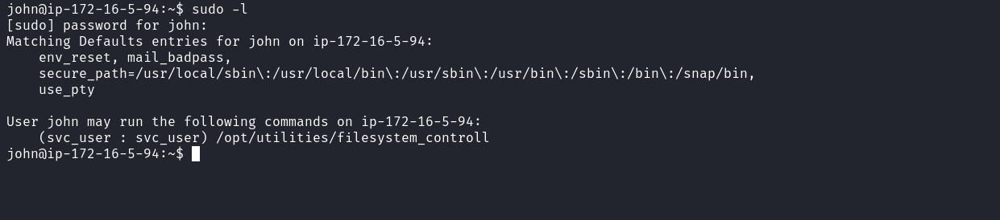 john@ip-172-16-5-94:~$ sudo -l
[sudo] password for john:
Matching Defaults entries for john on ip-172-16-5-94:
    env_reset, mail_badpass,
    secure_path=/usr/local/sbin\:/usr/local/bin\:/usr/sbin\:/usr/bin\:/sbin\:/bin\:/snap/bin,
    use_pty

User john may run the following commands on ip-172-16-5-94:
    (svc_user : svc_user) /opt/utilities/filesystem_controll
john@ip-172-16-5-94:~$